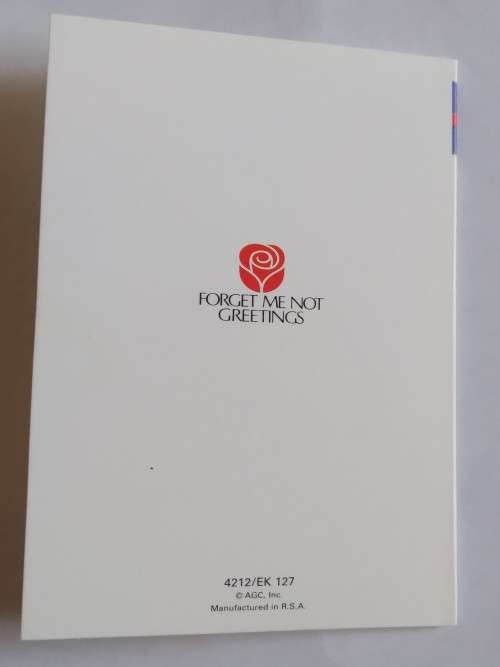 FORGET ME NOT
GREETINGS
4212/EK 127
© AGC, Inc.
Manufactured in R.S.A.